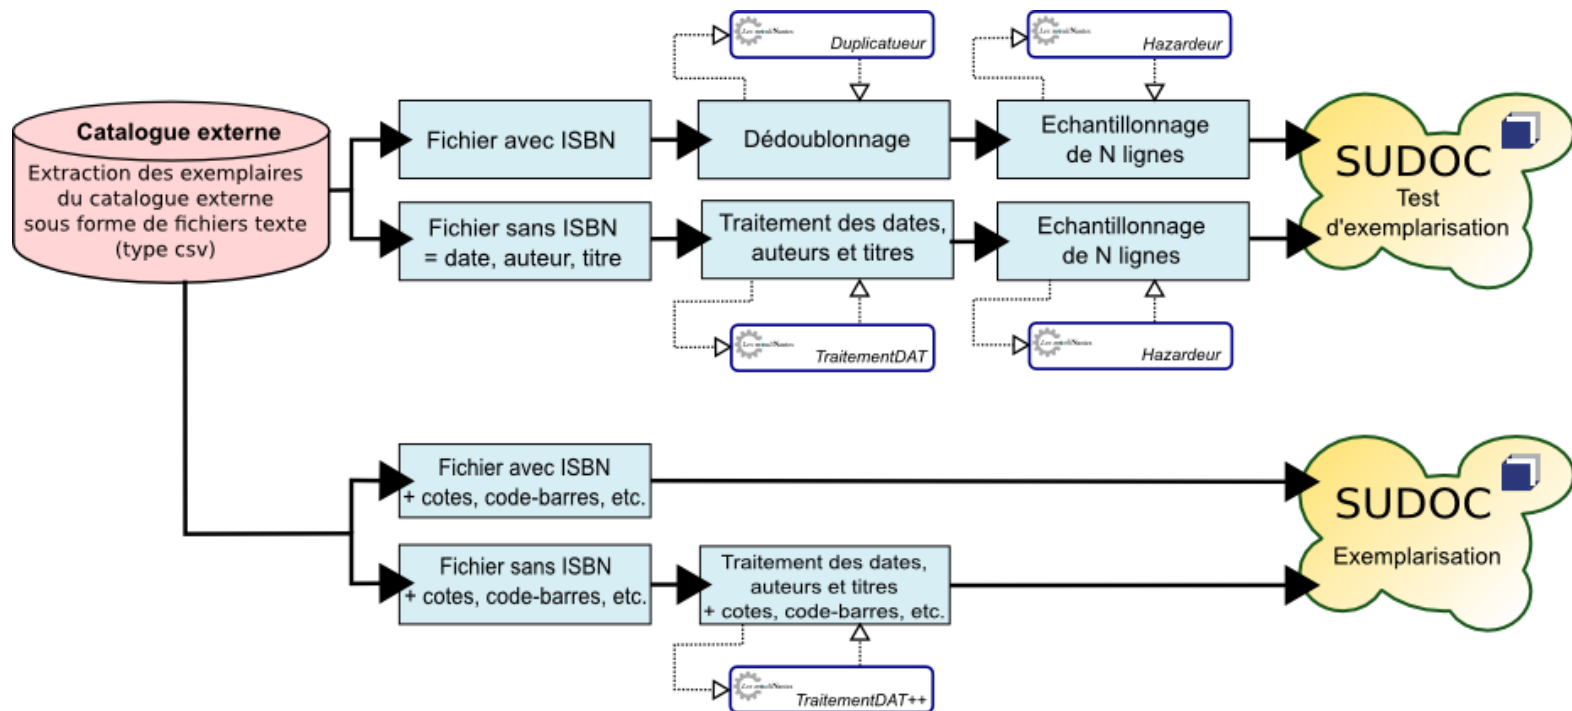 Duplicatueur
Hazardeur
Catalogue externe
Extraction des exemplaires
du catalogue externe
sous forme de fichiers texte
(type csv)
Fichier avec ISBN
Dédoublonnage
Echantillonnage
de N lignes
SUDOC
Test
d'exemplarisation
Fichier sans ISBN
= date, auteur, titre
Traitement des dates,
auteurs et titres
Echantillonnage
de N lignes
TraitementDAT
Hazardeur
Fichier avec ISBN
+ cotes, code-barres, etc.
SUDOC
Exemplarisation
Fichier sans ISBN
+ cotes, code-barres, etc.
Traitement des dates,
auteurs et titres
+ cotes, code-barres, etc.
TraitementDAT++